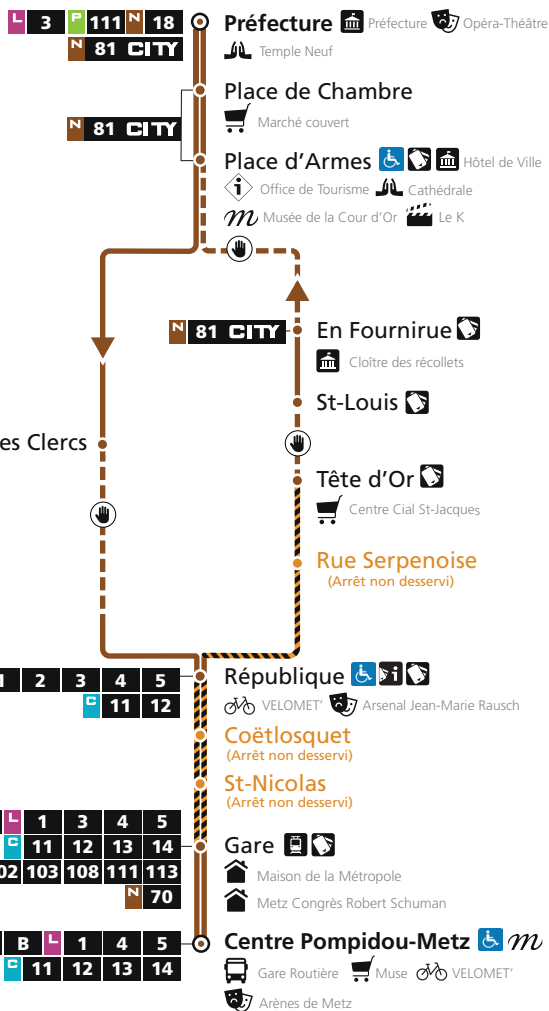 L 3 P 111 N 18 Préfecture Préfecture Opéra-Théâtre
N 81 CITY Temple Neuf
Place de Chambre
N 81 CITY Marché couvert
Place d’Armes Hôtel de Ville
i Office de Tourisme Cathédrale
m Musée de la Cour d’Or Le K
N 81 CITY En Fournirue
Cloître des récollets
St-Louis
es Clercs
Tête d’Or
Centre Cial St-Jacques
Rue Serpenoise
(Arrêt non desservi)
1 2 3 4 5 République i
C 11 12 VELOMET’ Arsenal Jean-Marie Rausch
Coëtlosquet
(Arrêt non desservi)
St-Nicolas
(Arrêt non desservi)
L 1 3 4 5
C 11 12 13 14 Gare
02 103 108 111 113 Maison de la Métropole
N 70 Metz Congrès Robert Schuman
B L 1 4 5 Centre Pompidou-Metz m
C 11 12 13 14 Gare Routière Muse VELOMET’
Arènes de Metz